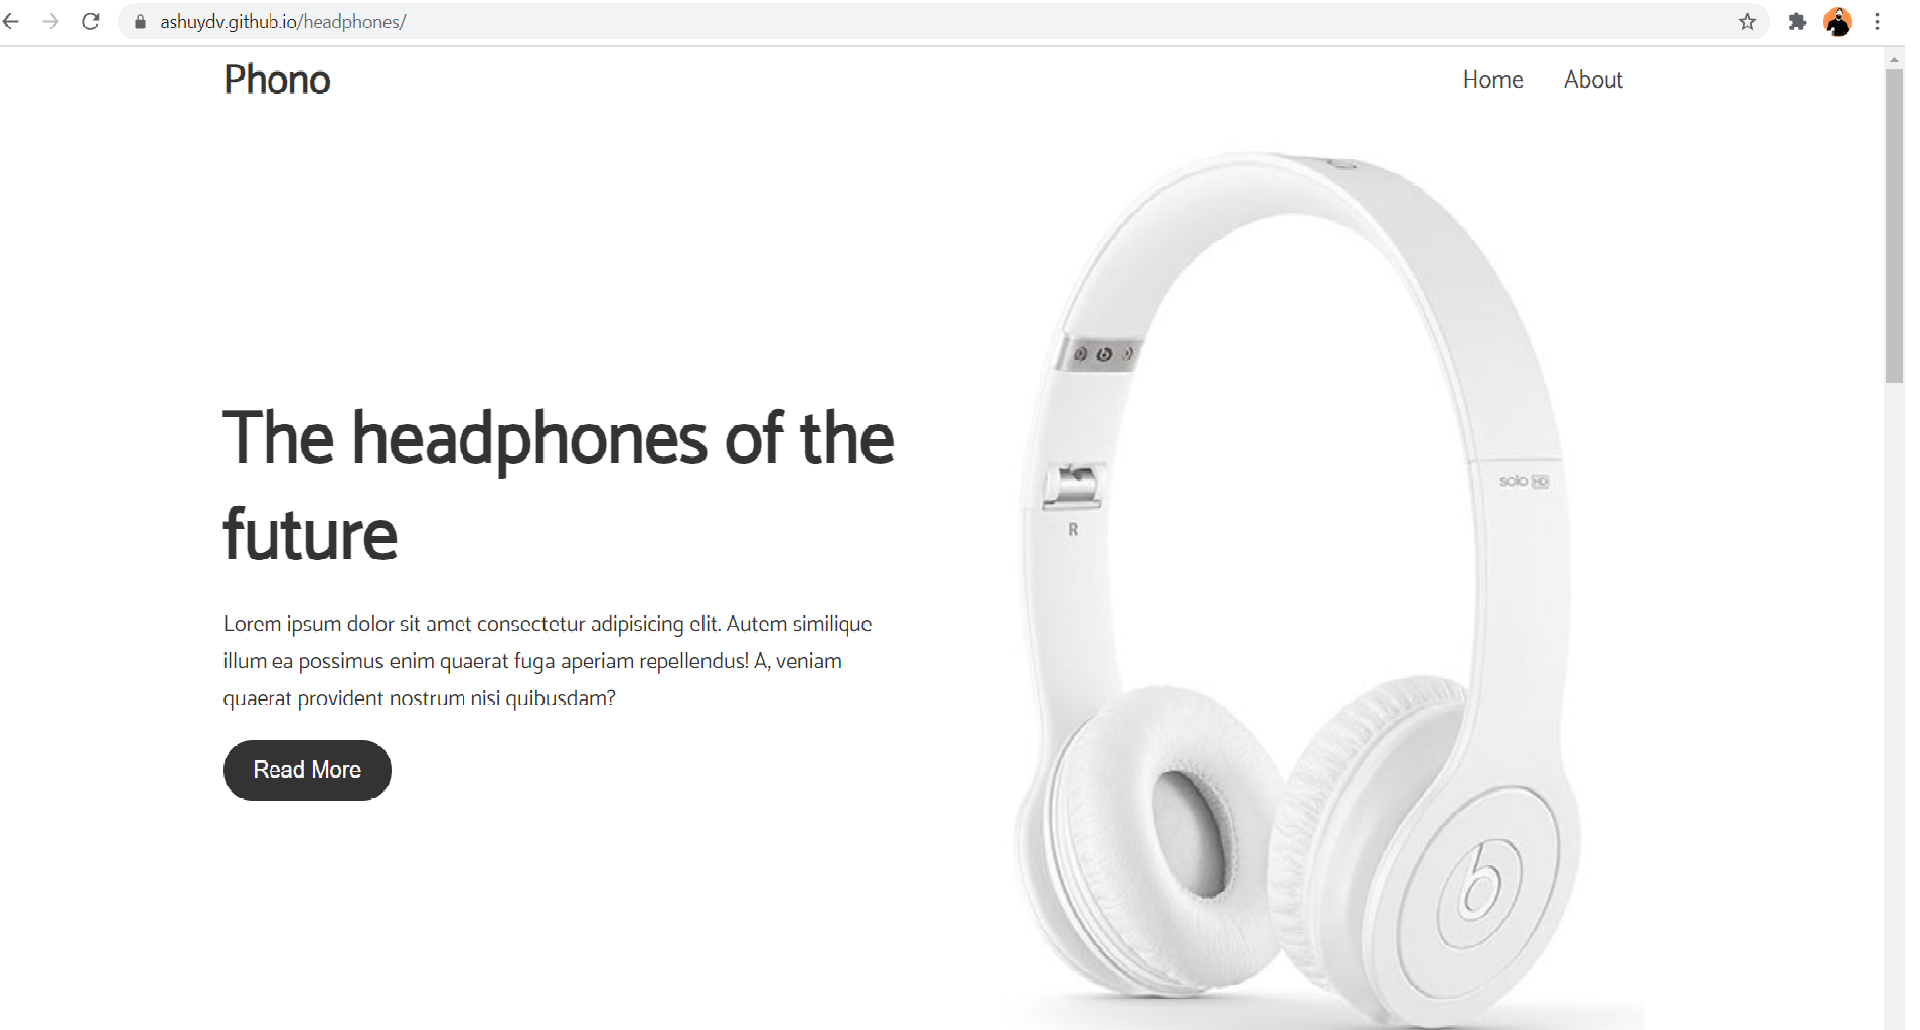 ashuydv.github.io/headphones/
Phono
Home
About
The headphones of the
future
Lorem ipsum dolor sit amet consectetur adipisicing elit. Autem similique
illum ea possimus enim quaerat fuga aperiam repellendus! A, veniam
quaerat provident nostrum nisi quibusdam?
Read More
solo HD
R
b